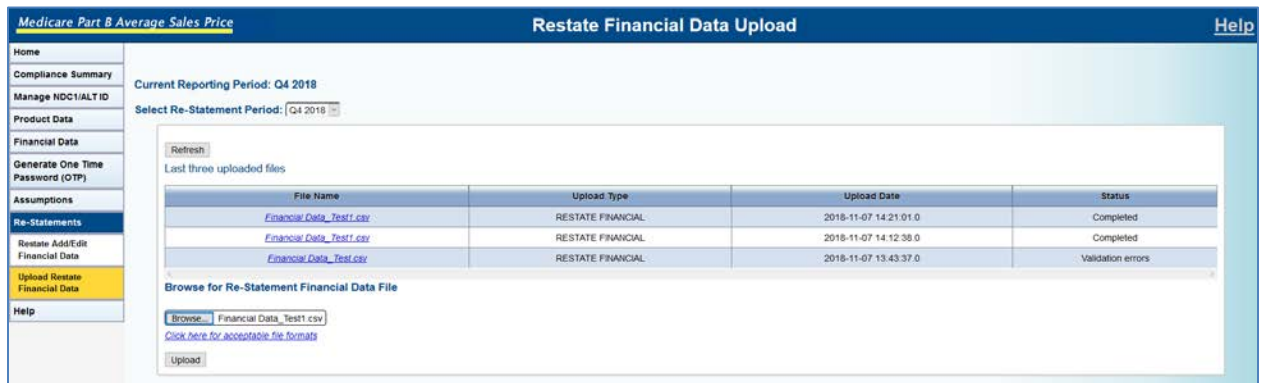 Medicare Part B Average Sales Price
Restate Financial Data Upload
Help
Home
Compliance Summary
Manage NDC1/ALT ID
Product Data
Financial Data
Generate One Time
Password (OTP)
Assumptions
Re-Statements
Restate Add/Edit
Financial Data
Upload Restate
Financial Data
Help
Current Reporting Period: Q4 2018
Select Re-Statement Period: Q4 2018
Refresh
Last three uploaded files
File Name Upload Type Upload Date Status
Financial Data_Test1.csv RESTATE FINANCIAL 2018-11-07 14:21:01.0 Completed
Financial Data_Test1.csv RESTATE FINANCIAL 2018-11-07 14:12:38.0 Completed
Financial Data_Test.csv RESTATE FINANCIAL 2018-11-07 13:43:37.0 Validation errors
Browse for Re-Statement Financial Data File
Browse... Financial Data_Test1.csv
Click here for acceptable file formats
Upload